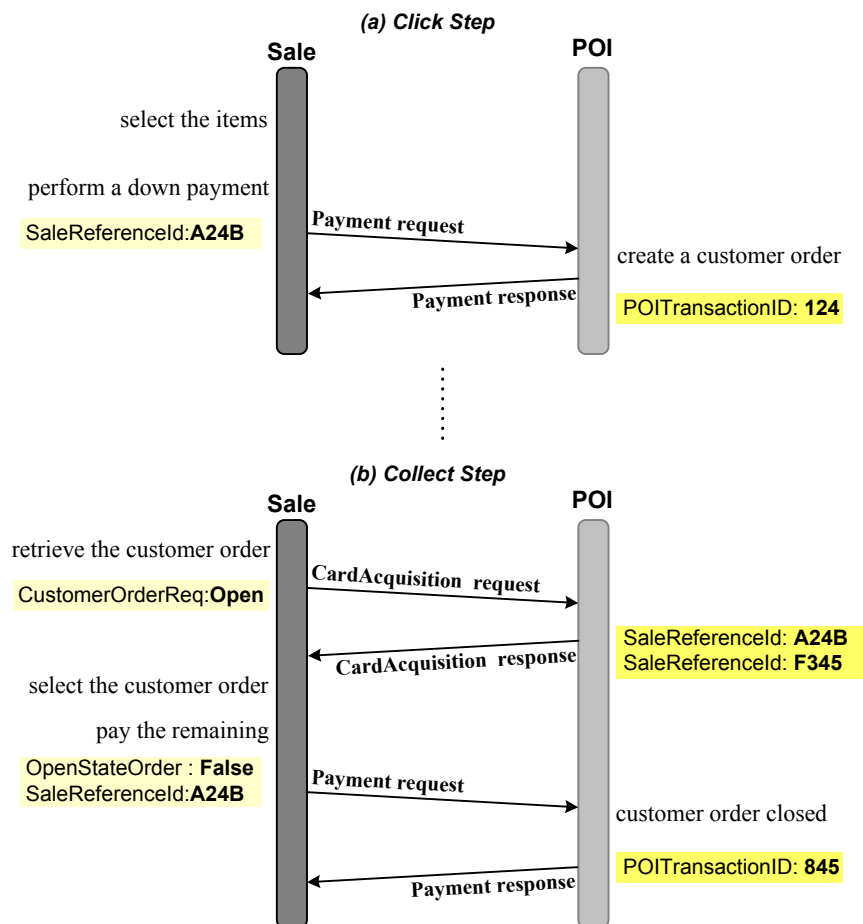 (a) Click Step
Sale
POI
select the items
perform a down payment
SaleReferenceId:A24B
Payment request
create a customer order
Payment response
POITransactionID: 124
(b) Collect Step
Sale
POI
retrieve the customer order
CustomerOrderReq:Open
CardAcquisition request
SaleReferenceId: A24B
SaleReferenceId: F345
CardAcquisition response
select the customer order
pay the remaining
OpenStateOrder : False
SaleReferenceId:A24B
Payment request
customer order closed
POITransactionID: 845
Payment response